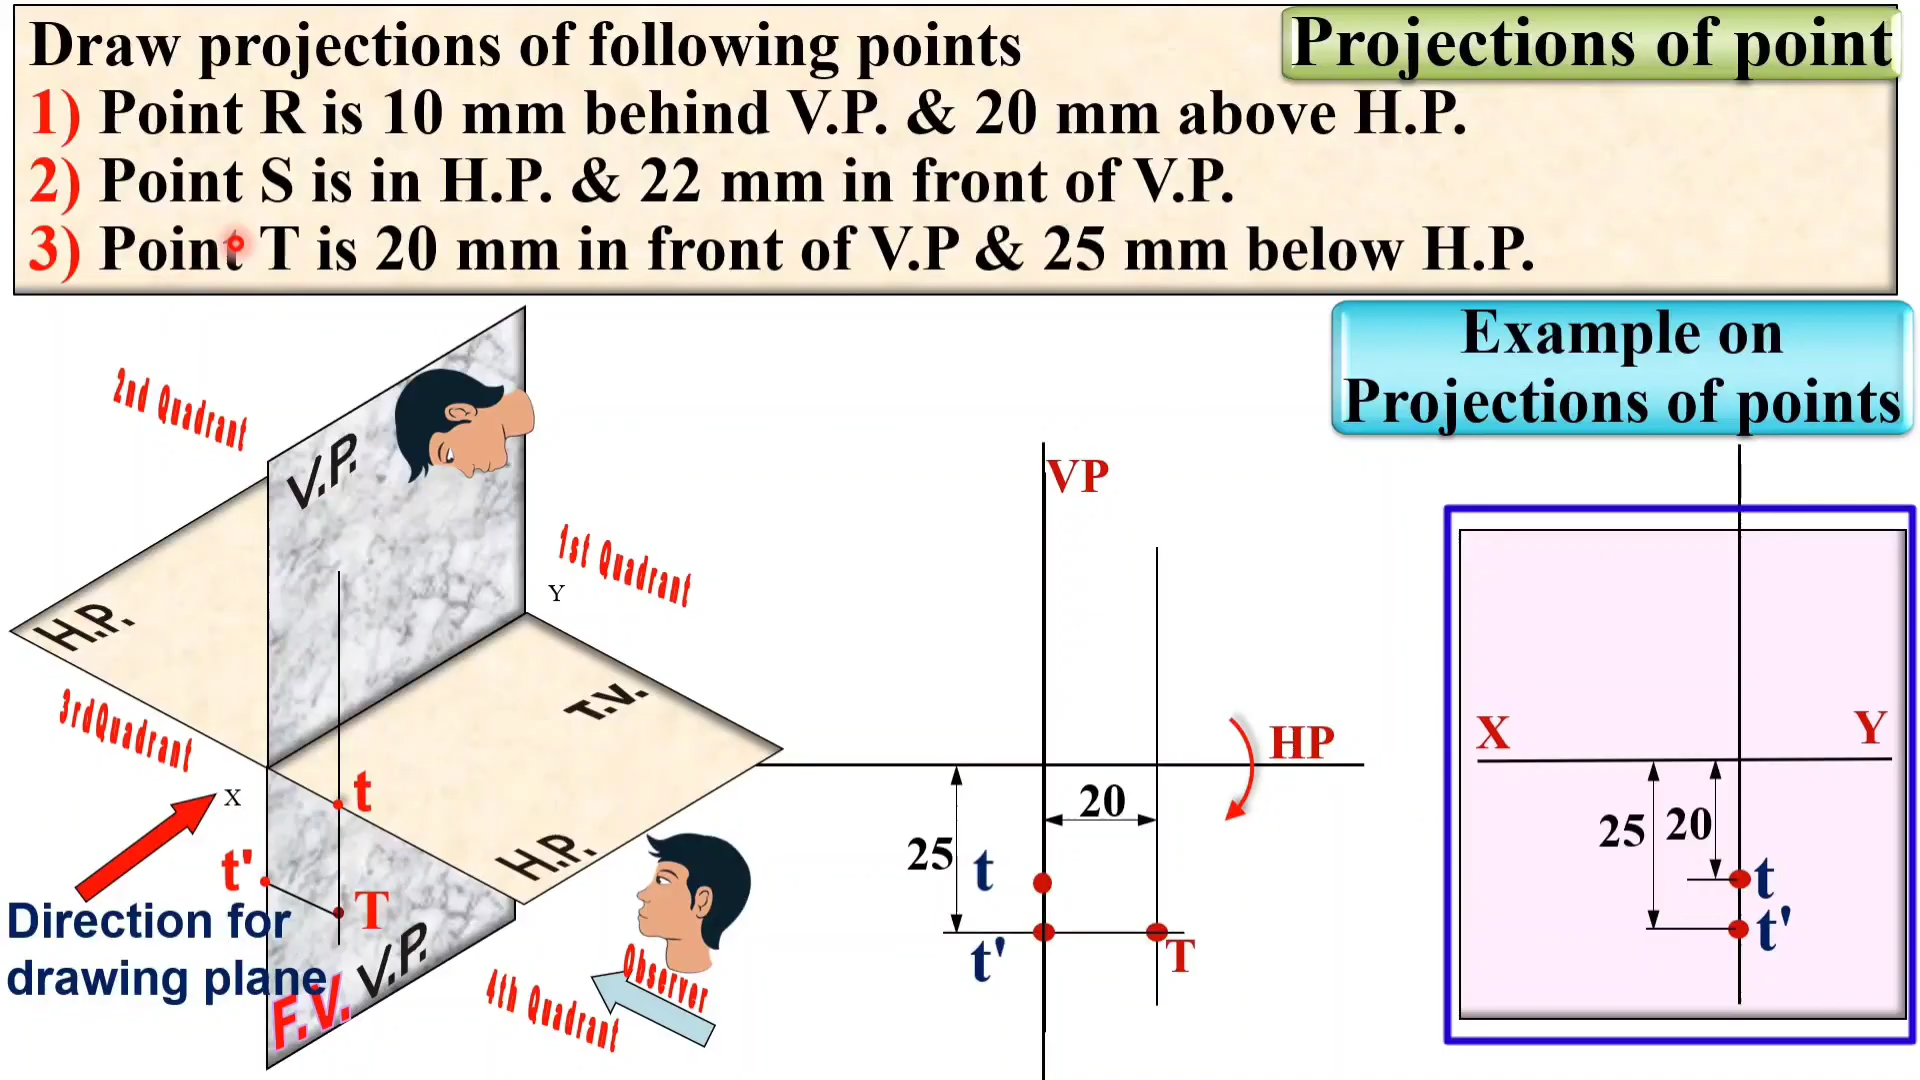 Draw projections of following points
Projections of point
1) Point R is 10 mm behind V.P. & 20 mm above H.P.
2) Point S is in H.P. & 22 mm in front of V.P.
3) Point T is 20 mm in front of V.P & 25 mm below H.P.
Example on
Projections of points
2nd Quadrant
V.P.
1st Quadrant
Y
H.P.
T.V.
3rdQuadrant
X
t
H.P.
t'
T
Direction for
drawing plane
V.P.
F.V.
Observer
4th Quadrant
VP
HP
20
25
t
t'
T
X
Y
25
20
t
t'